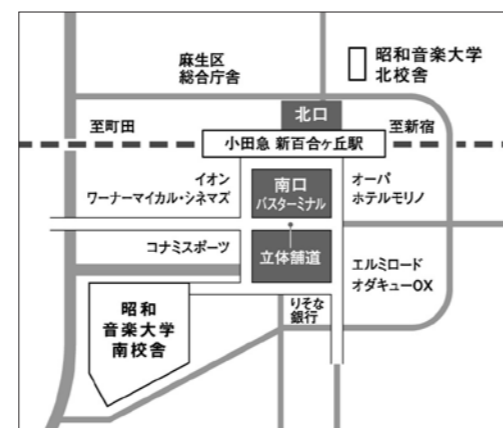 麻生区
総合庁舎
昭和音楽大学
北校舎
北口
至町田
小田急 新百合ヶ丘駅
至新宿
イオン
ワーナーマイカル・シネマズ
南口
バスターミナル
オーパ
ホテルモリノ
コナミスポーツ
立体舗道
エルミロード
オダキューOX
昭和
音楽大学
南校舎
りそな
銀行